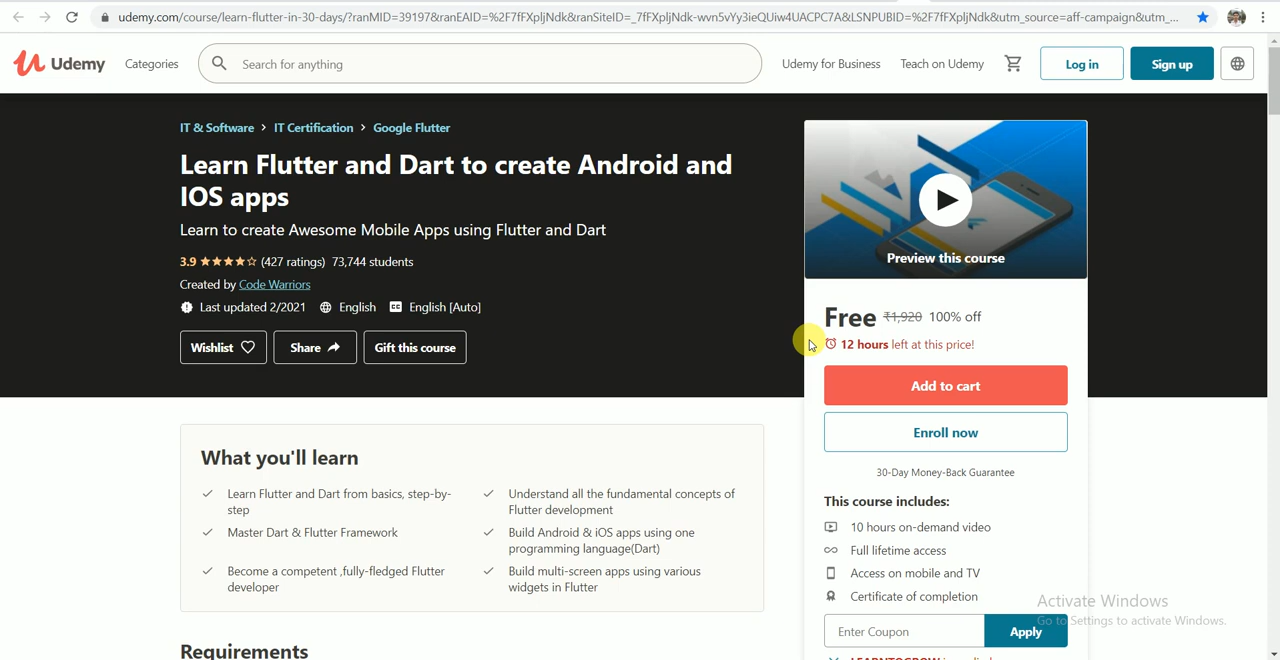 udemy.com/course/learn-flutter-in-30-days/?ranMID=39197&ranEAID=%2F7fFXpljNdk&ranSiteID=_7fFXpljNdk-wvn5vYy3ieQUiw4UACPC7A&LSNPUBID=%2F7fFXpljNdk&utm_source=aff-campaign&utm_...
Udemy Categories Search for anything Udemy for Business Teach on Udemy Log in Sign up
IT & Software > IT Certification > Google Flutter
Learn Flutter and Dart to create Android and
IOS apps
Learn to create Awesome Mobile Apps using Flutter and Dart
3.9 (427 ratings) 73,744 students
Created by Code Warriors
Last updated 2/2021 English CC English [Auto]
Wishlist Share Gift this course
Preview this course
Free ₹1,920 100% off
12 hours left at this price!
Add to cart
Enroll now
30-Day Money-Back Guarantee
This course includes:
10 hours on-demand video
Full lifetime access
Access on mobile and TV
Certificate of completion
Enter Coupon Apply
What you'll learn
Learn Flutter and Dart from basics, step-by-
step
Master Dart & Flutter Framework
Become a competent ,fully-fledged Flutter
developer
Understand all the fundamental concepts of
Flutter development
Build Android & iOS apps using one
programming language(Dart)
Build multi-screen apps using various
widgets in Flutter
Requirements
Activate Windows
Go to Settings to activate Windows.